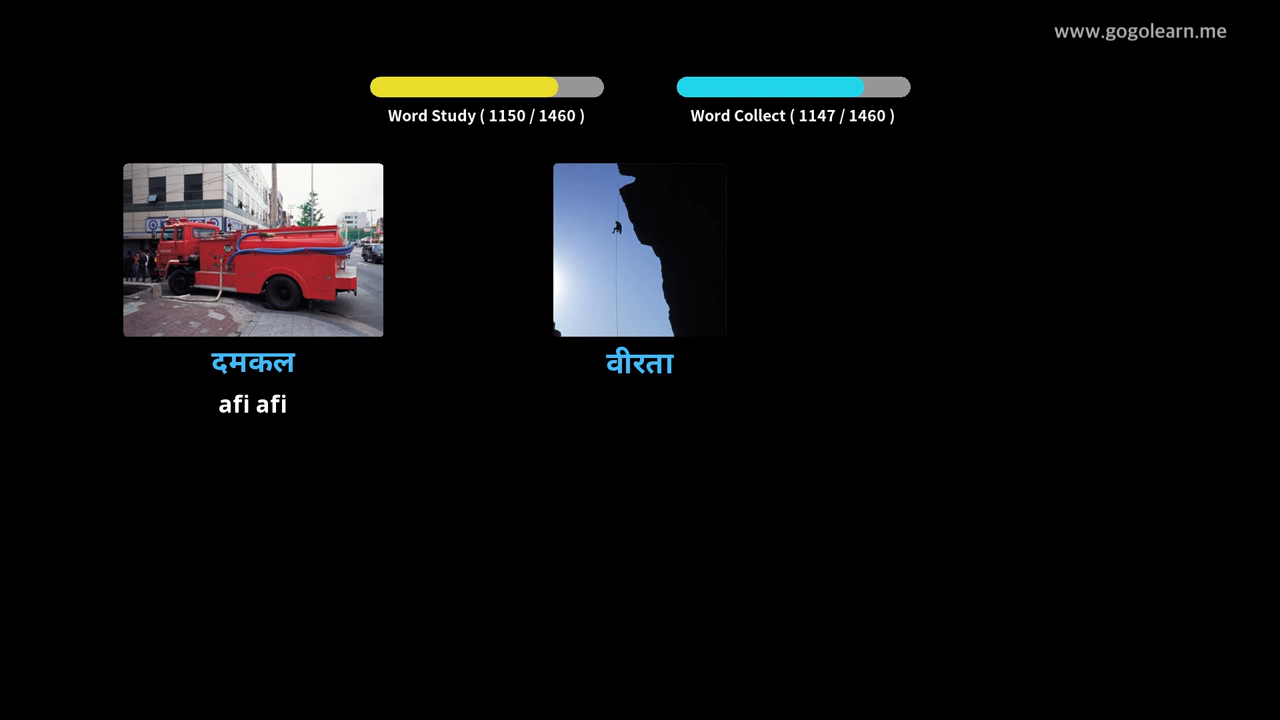 www.gogolearn.me
Word Study ( 1150 / 1460 )
Word Collect ( 1147 / 1460 )
दमकल
वीरता
afi afi